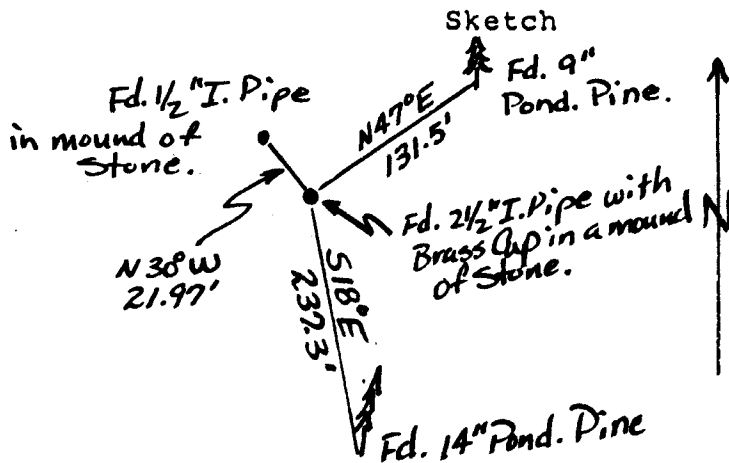 Sketch
Fd. 1/2" I. Pipe
in mound of
Stone.
Fd. 9"
Pond. Pine.
N47°E
131.5'
N
Fd. 2 1/2" I. Pipe with
Brass Cap in a mound
of Stone.
N38°W
21.97'
S18°E
237.3'
Fd. 14" Pond. Pine